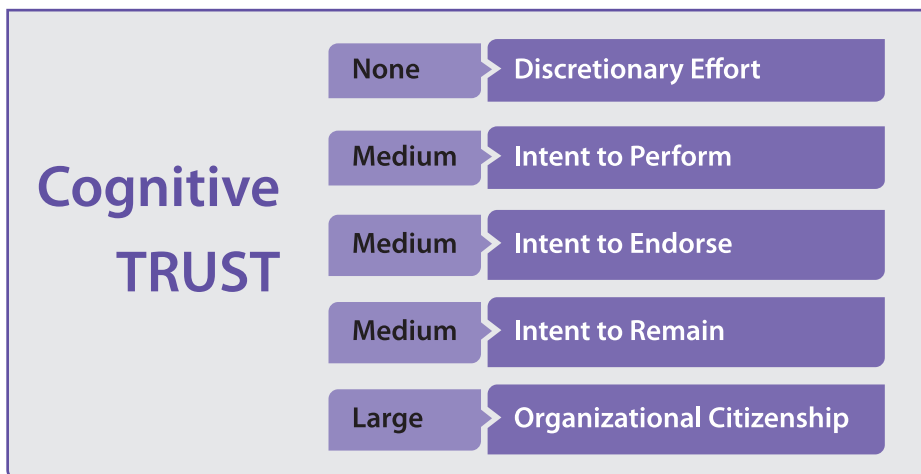 Cognitive
TRUST
None
Discretionary Effort
Medium
Intent to Perform
Medium
Intent to Endorse
Medium
Intent to Remain
Large
Organizational Citizenship